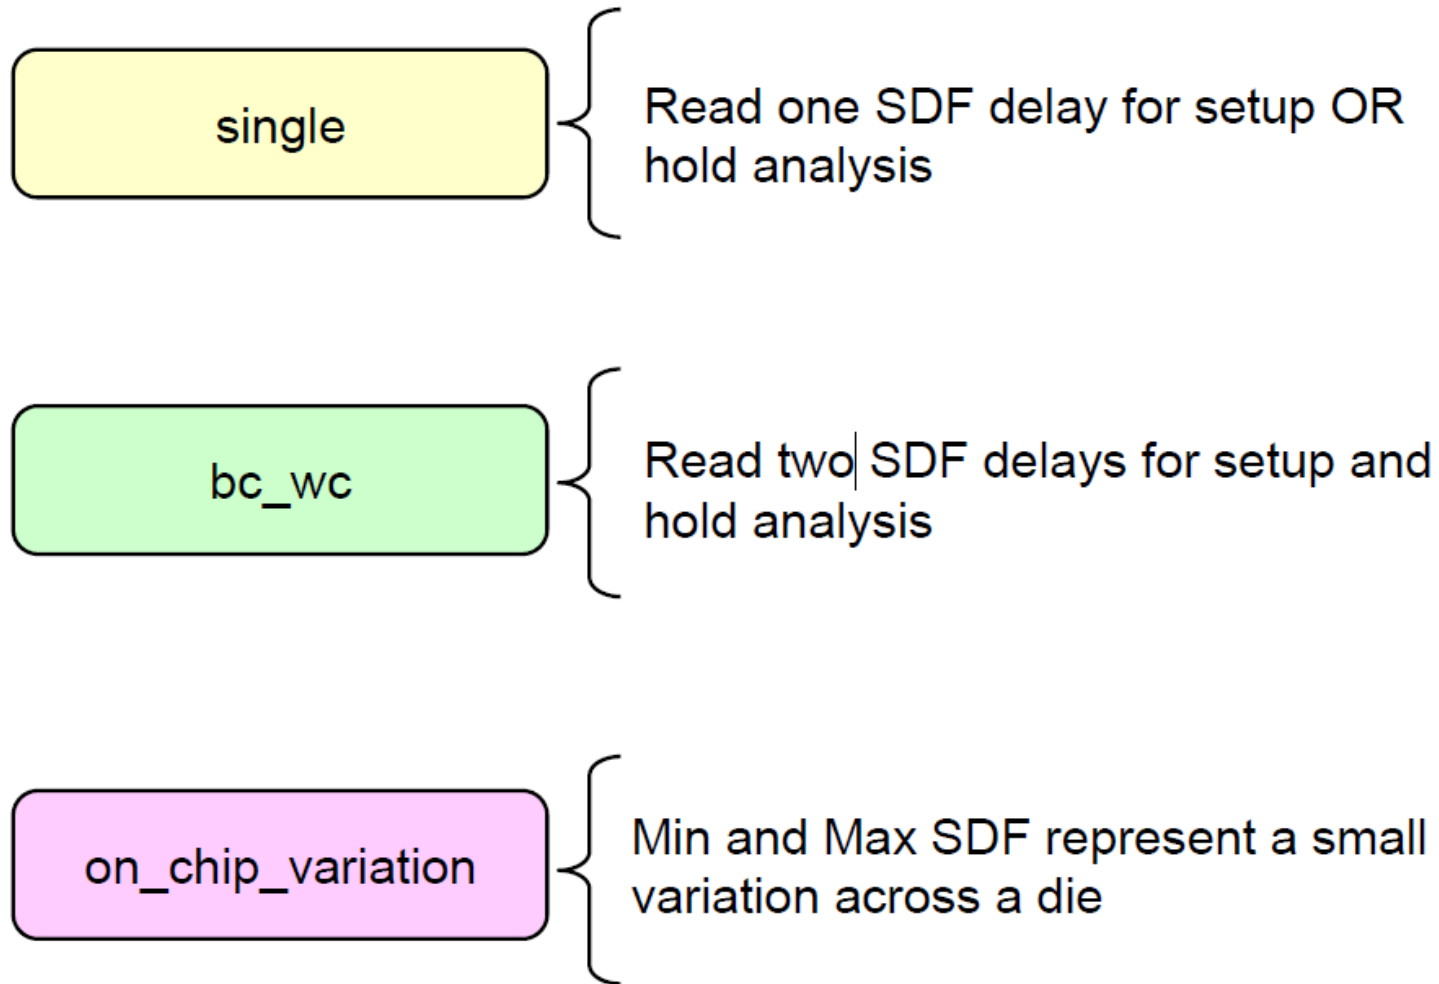 single
Read one SDF delay for setup OR
hold analysis
bc_wc
Read two SDF delays for setup and
hold analysis
on_chip_variation
Min and Max SDF represent a small
variation across a die